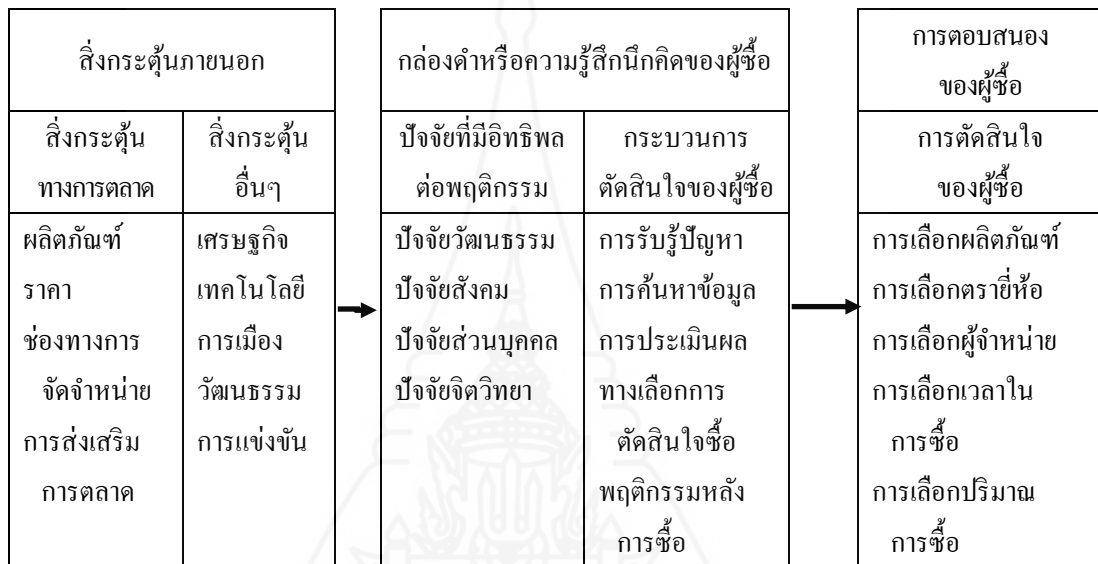 สิ่งกระตุ้นภายนอก
สิ่งกระตุ้น
ทางการตลาด
สิ่งกระตุ้น
อื่นๆ
ผลิตภัณฑ์
ราคา
ช่องทางการ
จัดจำหน่าย
การส่งเสริม
การตลาด
เศรษฐกิจ
เทคโนโลยี
การเมือง
วัฒนธรรม
การแข่งขัน
กล่องดำหรือความรู้สึกนึกคิดของผู้ซื้อ
ปัจจัยที่มีอิทธิพล
ต่อพฤติกรรม
กระบวนการ
ตัดสินใจของผู้ซื้อ
ปัจจัยวัฒนธรรม
ปัจจัยสังคม
ปัจจัยส่วนบุคคล
ปัจจัยจิตวิทยา
การรับรู้ปัญหา
การค้นหาข้อมูล
การประเมินผล
ทางเลือกการ
ตัดสินใจซื้อ
พฤติกรรมหลัง
การซื้อ
การตอบสนอง
ของผู้ซื้อ
การตัดสินใจ
ของผู้ซื้อ
การเลือกผลิตภัณฑ์
การเลือกตรายี่ห้อ
การเลือกผู้จำหน่าย
การเลือกเวลาใน
การซื้อ
การเลือกปริมาณ
การซื้อ